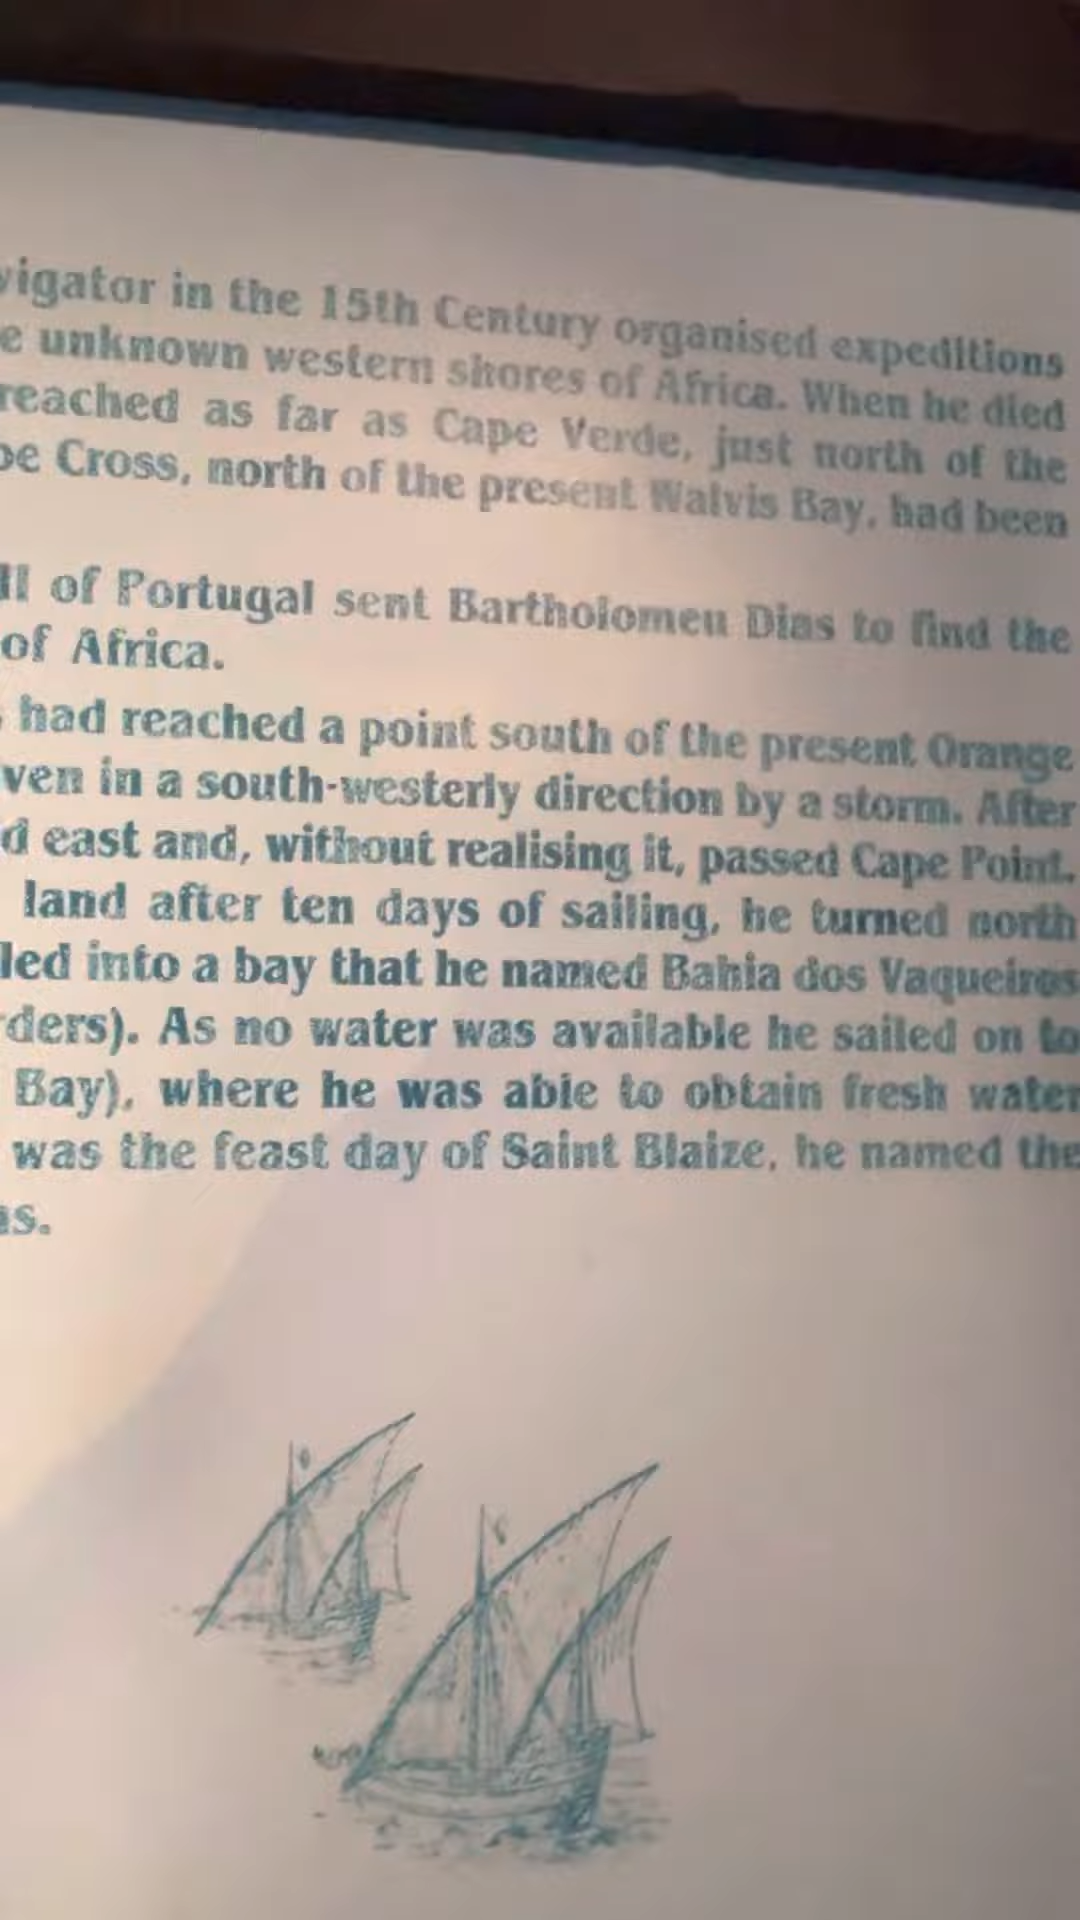 vigator in the 15th Century organised expeditions
e unknown western shores of Africa. When he died
reached as far as Cape Verde, just north of the
pe Cross, north of the present Walvis Bay, had been
II of Portugal sent Bartholomeu Dias to find the
of Africa.
had reached a point south of the present Orange
ven in a south-westerly direction by a storm. After
d east and, without realising it, passed Cape Point.
land after ten days of sailing, he turned north
led into a bay that he named Bahia dos Vaqueiros
ders). As no water was available he sailed on to
Bay), where he was able to obtain fresh water
was the feast day of Saint Blaize, he named the
as.